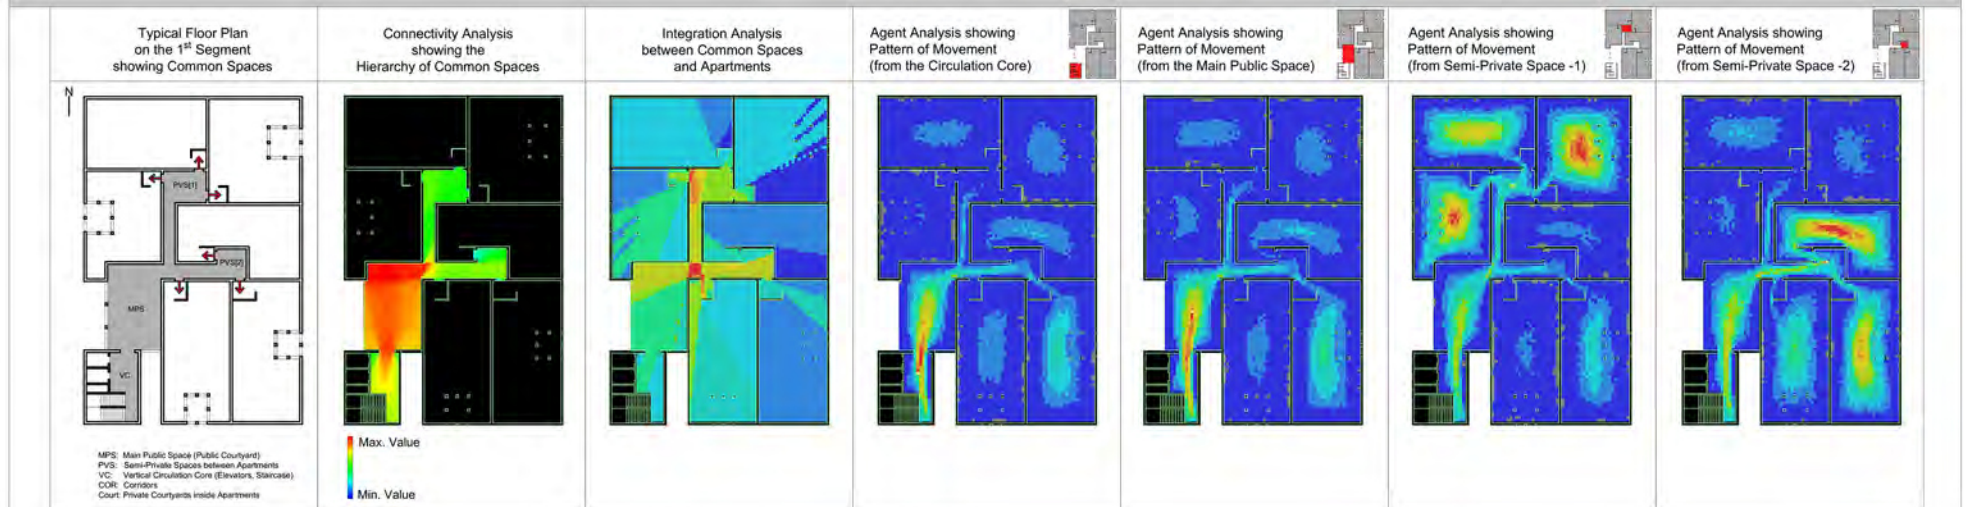 Typical Floor Plan
on the 1st Segment
showing Common Spaces
Connectivity Analysis
showing the
Hierarchy of Common Spaces
Integration Analysis
between Common Spaces
and Apartments
Agent Analysis showing
Pattern of Movement
(from the Circulation Core)
Agent Analysis showing
Pattern of Movement
(from the Main Public Space)
Agent Analysis showing
Pattern of Movement
(from Semi-Private Space -1)
Agent Analysis showing
Pattern of Movement
(from Semi-Private Space -2)
N
PVS[1]
PVS[2]
MPS
VC
MPS: Main Public Space (Public Courtyard)
PVS: Semi-Private Spaces between Apartments
VC: Vertical Circulation Core (Elevators, Staircase)
COR: Corridors
Court: Private Courtyards inside Apartments
Max. Value
Min. Value